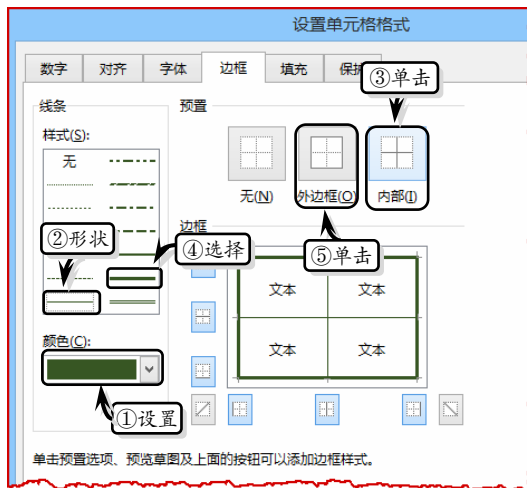 设置单元格格式
数字 对齐 字体 边框 填充 保护
③单击
线条
预置
样式(S):
无
无(N) 外边框(O) 内部(I)
边框
②形状
④选择
⑤单击
文本 文本
文本 文本
颜色(C):
①设置
单击预置选项、预览草图及上面的按钮可以添加边框样式。